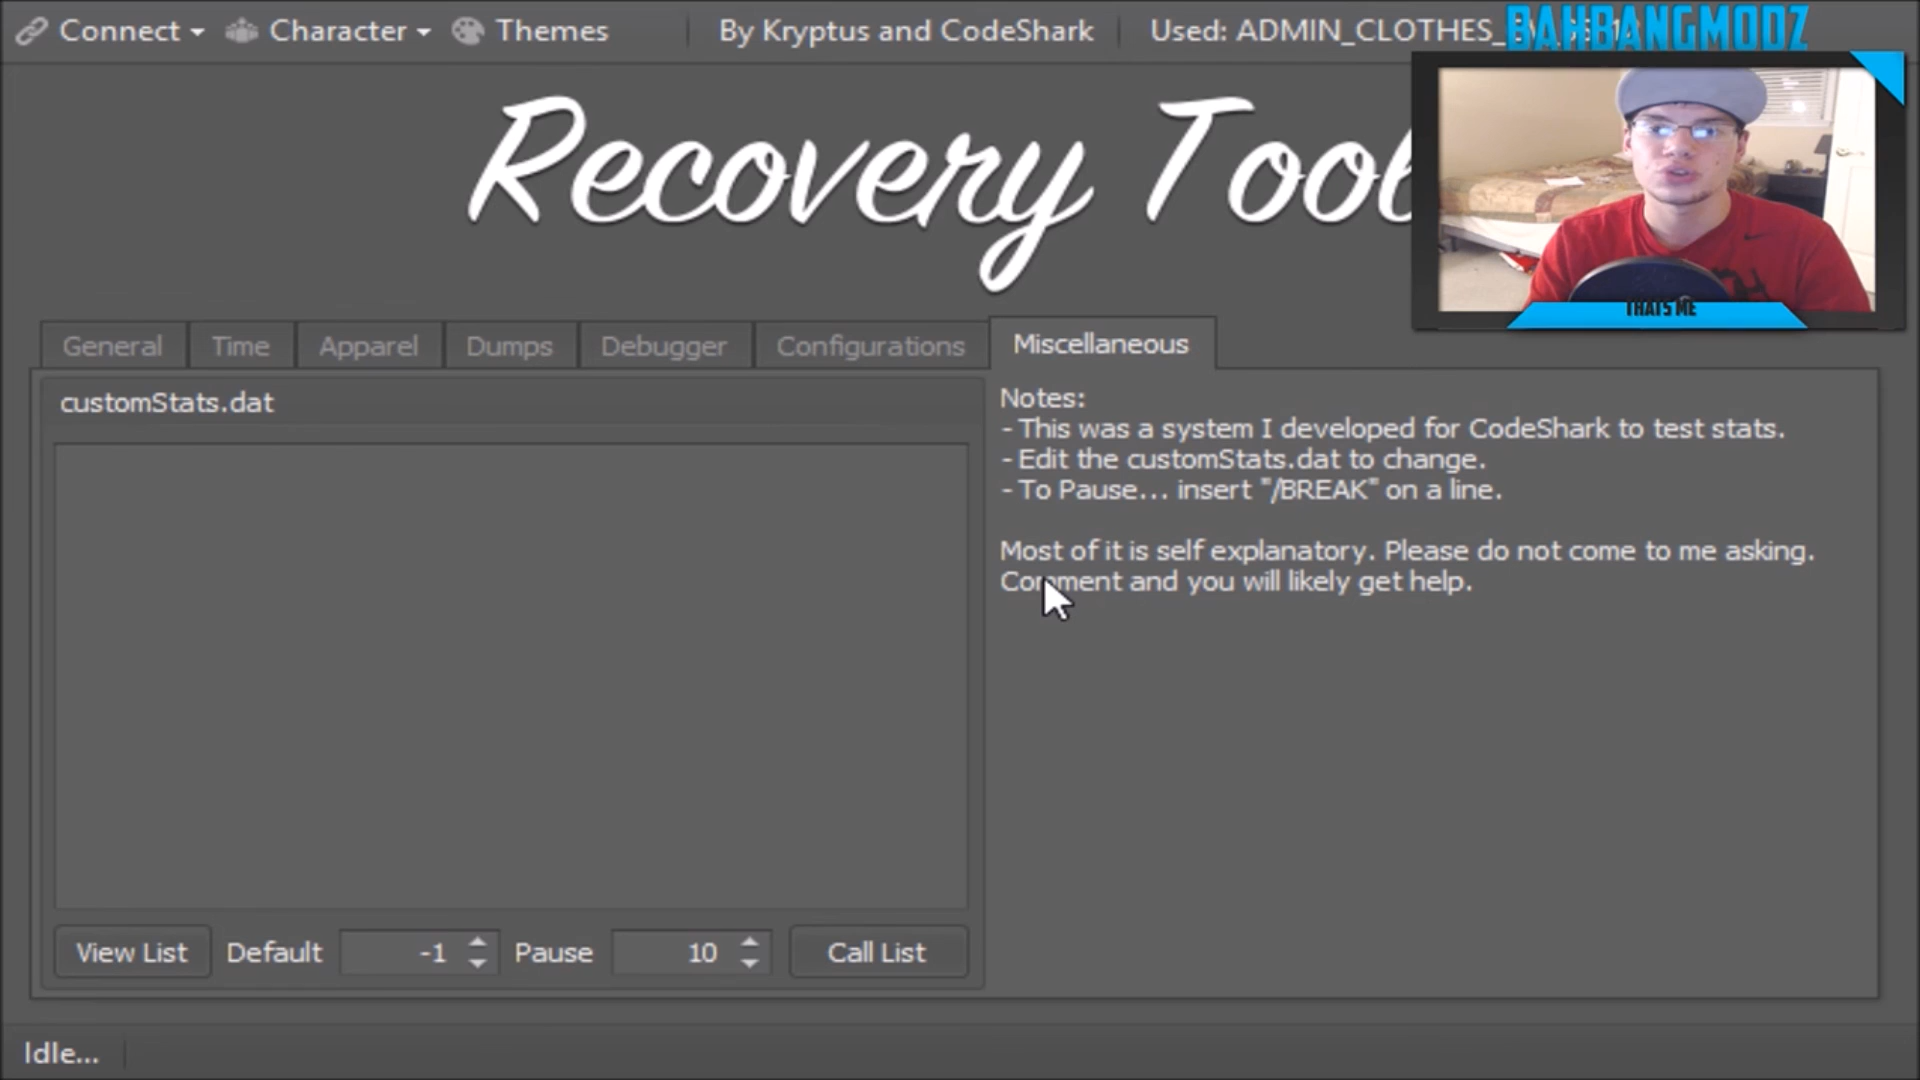 Connect
Character
Themes
By Kryptus and CodeShark
Used: ADMIN_CLOTHES_
BAHBANGMODZ
Recovery Tool
THATS ME
General
Time
Apparel
Dumps
Debugger
Configurations
Miscellaneous
customStats.dat
Notes:
- This was a system I developed for CodeShark to test stats.
- Edit the customStats.dat to change.
- To Pause... insert "/BREAK" on a line.
Most of it is self explanatory. Please do not come to me asking.
Comment and you will likely get help.
View List
Default
-1
Pause
10
Call List
Idle...